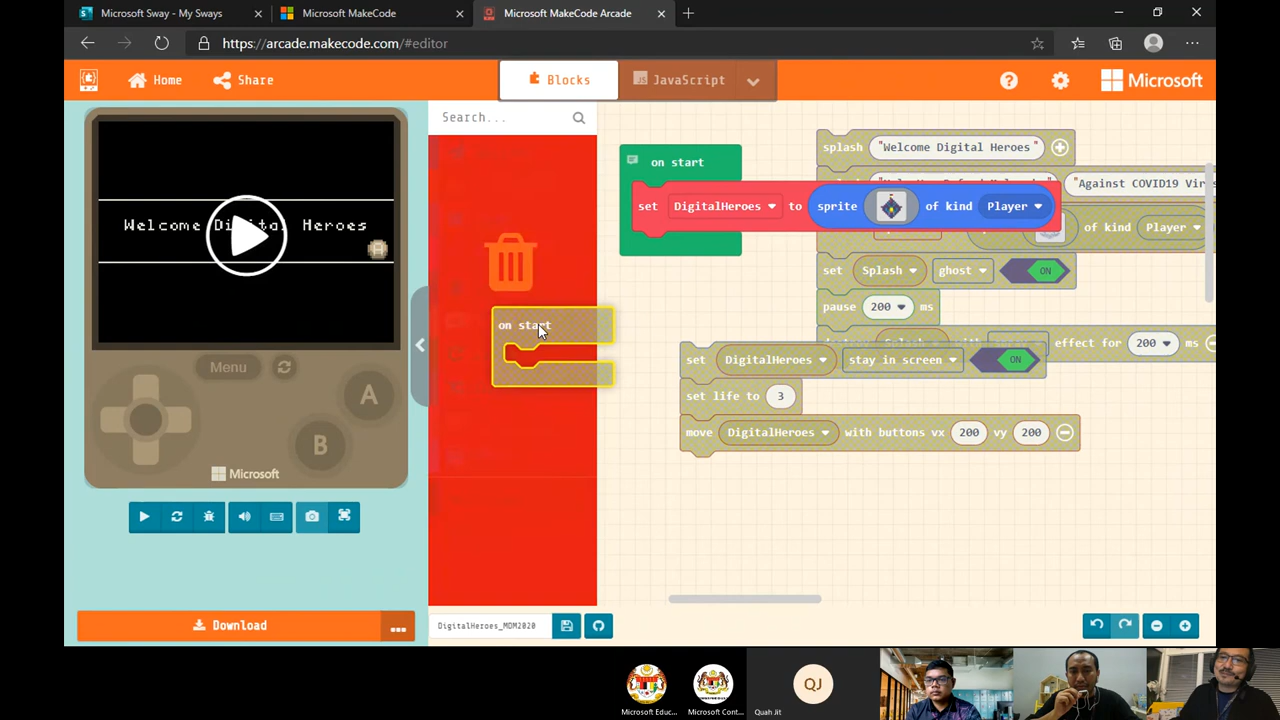 Microsoft Sway - My Sways
Microsoft MakeCode
Microsoft MakeCode Arcade
https://arcade.makecode.com/#editor
Home
Share
Blocks
JavaScript
Microsoft
Welcome Digital Heroes
A
Menu
A
B
Microsoft
Download
Search...
on start
set DigitalHeroes to sprite of kind Player
on start
splash "Welcome Digital Heroes"
"Against COVID19 Vir
of kind Player
set Splash ghost ON
pause 200 ms
effect for 200 ms
set DigitalHeroes stay in screen ON
set life to 3
move DigitalHeroes with buttons vx 200 vy 200
DigitalHeroes_MDM2020
QJ
Microsoft Educ...
Microsoft Cont...
Quah Jit